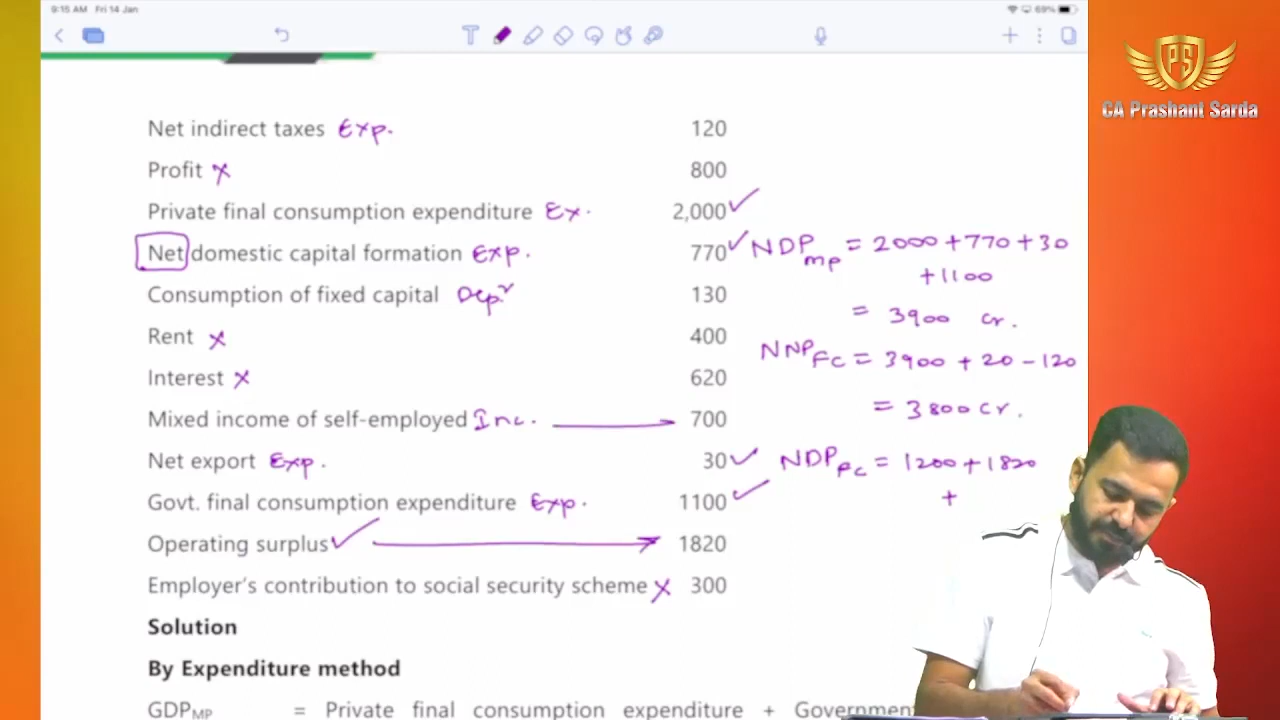 9:15 AM Fri 14 Jan
69%
PS
CA Prashant Sarda
Net indirect taxes Exp. 120
Profit x 800
Private final consumption expenditure Ex. 2,000 ✓
Net domestic capital formation Exp. 770 ✓
Consumption of fixed capital Depn 130
Rent x 400
Interest x 620
Mixed income of self-employed Inc. 700
Net export Exp. 30 ✓
Govt. final consumption expenditure Exp. 1100 ✓
Operating surplus ✓ 1820
Employer's contribution to social security scheme x 300
Solution
By Expenditure method
GDPMP = Private final consumption expenditure + Government
NDPmp = 2000 + 770 + 30
+ 1100
= 3900 cr.
NNPFC = 3900 + 20 - 120
= 3800 cr.
NDPFC = 1200 + 1820
+